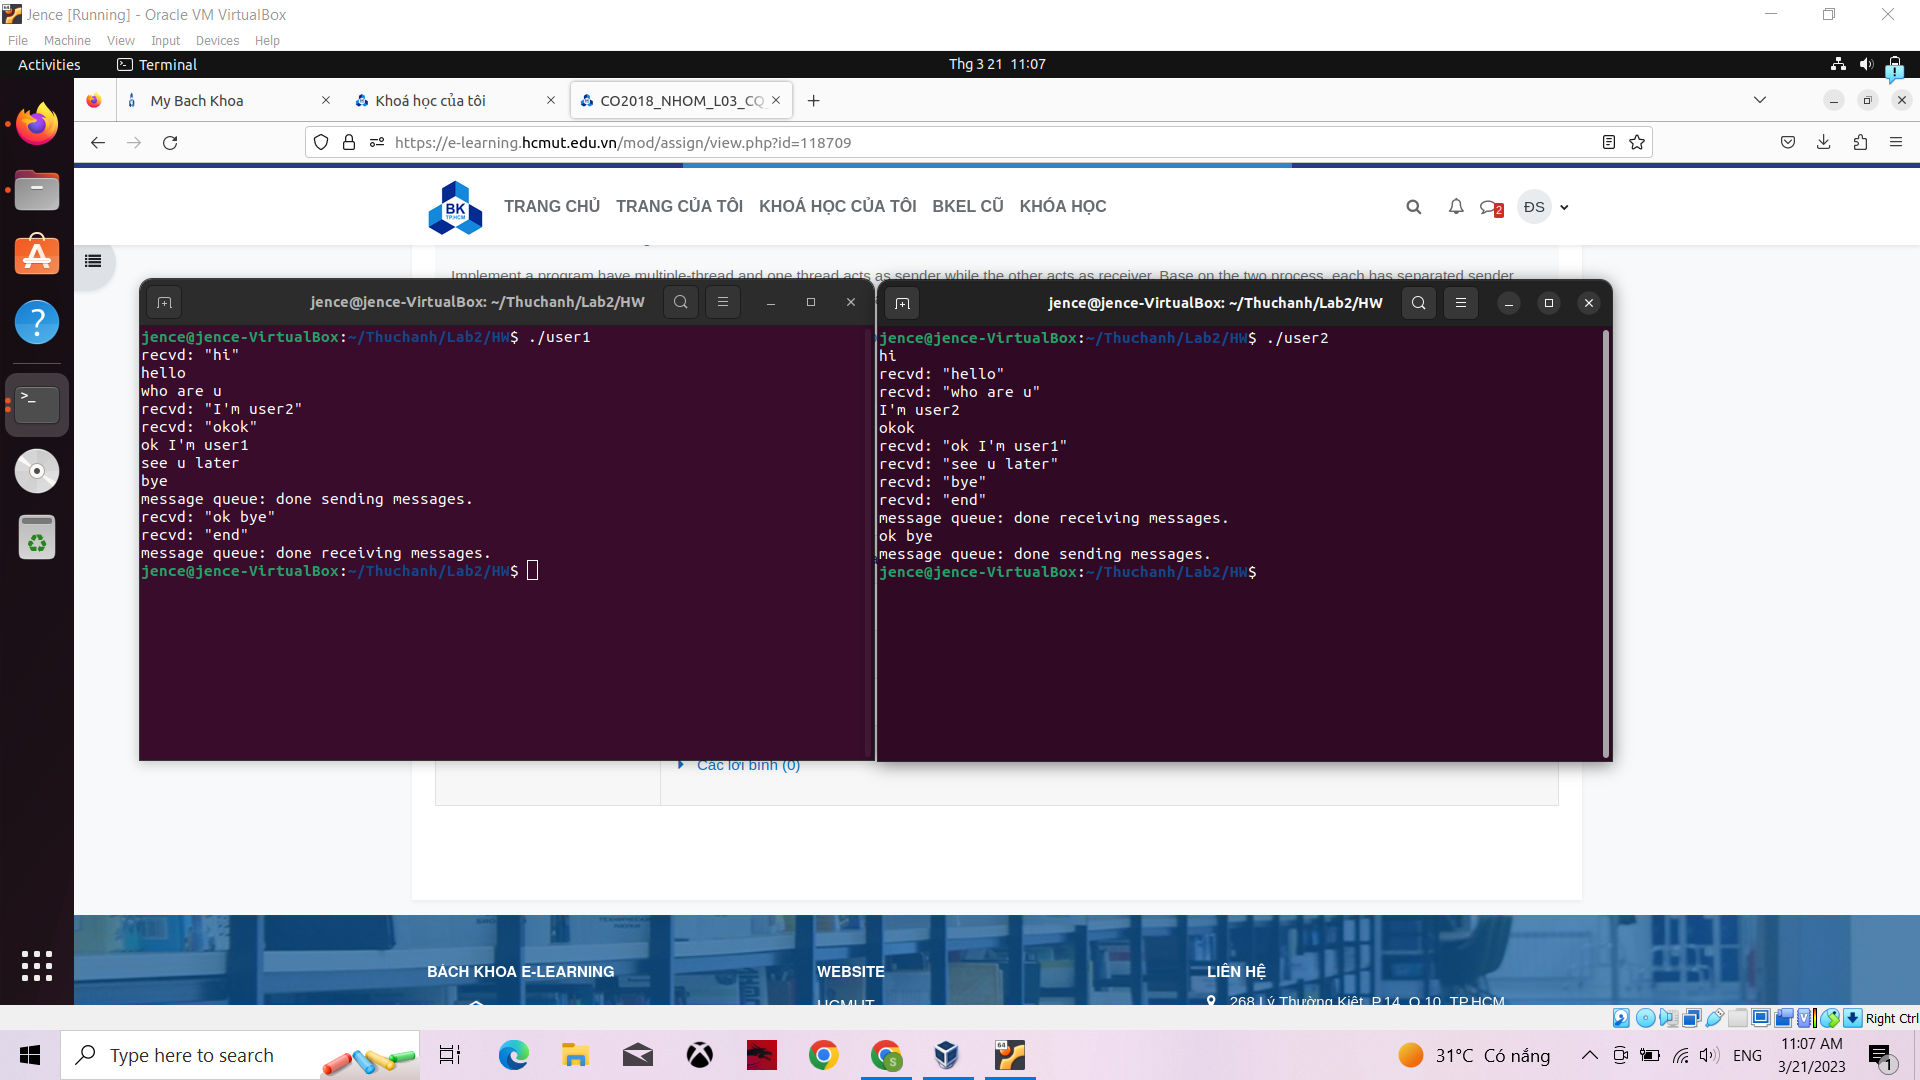 Jence [Running] - Oracle VM VirtualBox
File Machine View Input Devices Help
Activities Terminal Thg 3 21 11:07
My Bach Khoa Khoá học của tôi CO2018_NHOM_L03_CQ
https://e-learning.hcmut.edu.vn/mod/assign/view.php?id=118709
BK
TP.HCM
TRANG CHỦ TRANG CỦA TÔI KHOÁ HỌC CỦA TÔI BKEL CŨ KHÓA HỌC 2 ĐS
Implement a program have multiple-thread and one thread acts as sender while the other acts as receiver. Base on the two process, each has separated sender
jence@jence-VirtualBox: ~/Thuchanh/Lab2/HW
jence@jence-VirtualBox:~/Thuchanh/Lab2/HW$ ./user1
recvd: "hi"
hello
who are u
recvd: "I'm user2"
recvd: "okok"
ok I'm user1
see u later
bye
message queue: done sending messages.
recvd: "ok bye"
recvd: "end"
message queue: done receiving messages.
jence@jence-VirtualBox:~/Thuchanh/Lab2/HW$
jence@jence-VirtualBox: ~/Thuchanh/Lab2/HW
jence@jence-VirtualBox:~/Thuchanh/Lab2/HW$ ./user2
hi
recvd: "hello"
recvd: "who are u"
I'm user2
okok
recvd: "ok I'm user1"
recvd: "see u later"
recvd: "bye"
recvd: "end"
message queue: done receiving messages.
ok bye
message queue: done sending messages.
jence@jence-VirtualBox:~/Thuchanh/Lab2/HW$
Các lời bình (0)
BÁCH KHOA E-LEARNING
WEBSITE
HCMUT
LIÊN HỆ
268 Lý Thường Kiệt, P.14, Q.10, TP.HCM
Right Ctrl
Type here to search
31°C Có nắng
ENG
11:07 AM
3/21/2023
1